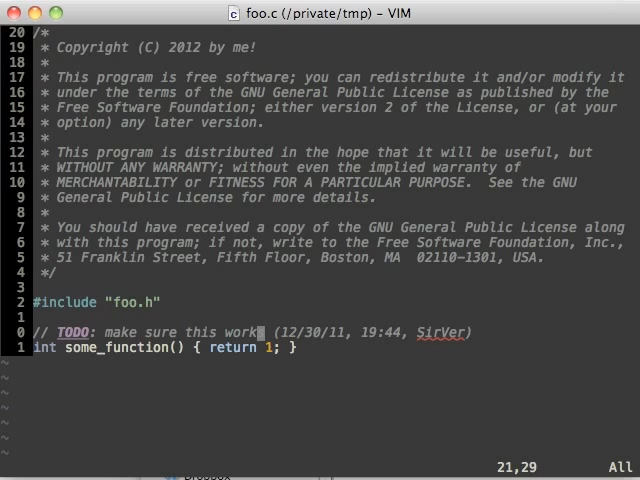 foo.c (/private/tmp) – VIM
20 /*
19 * Copyright (C) 2012 by me!
18 *
17 * This program is free software; you can redistribute it and/or modify it
16 * under the terms of the GNU General Public License as published by the
15 * Free Software Foundation; either version 2 of the License, or (at your
14 * option) any later version.
13 *
12 * This program is distributed in the hope that it will be useful, but
11 * WITHOUT ANY WARRANTY; without even the implied warranty of
10 * MERCHANTABILITY or FITNESS FOR A PARTICULAR PURPOSE.  See the GNU
9 * General Public License for more details.
8 *
7 * You should have received a copy of the GNU General Public License along
6 * with this program; if not, write to the Free Software Foundation, Inc.,
5 * 51 Franklin Street, Fifth Floor, Boston, MA  02110-1301, USA.
4 */
3
2 #include "foo.h"
1
0 // TODO: make sure this works (12/30/11, 19:44, SirVer)
1 int some_function() { return 1; }
~
~
~
~
~
~
21,29 All
Dropbox